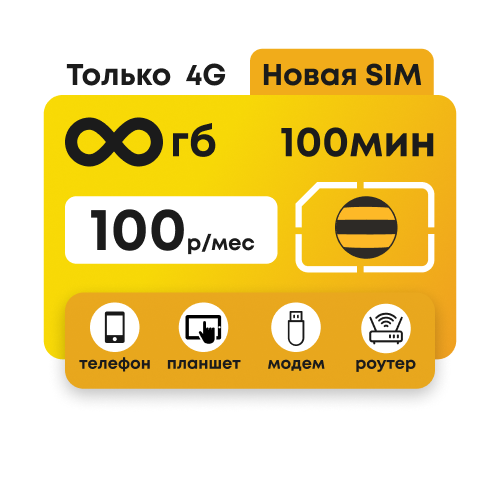 Только 4G
Новая SIM
∞ гб
100мин
100р/мес
телефон
планшет
модем
роутер